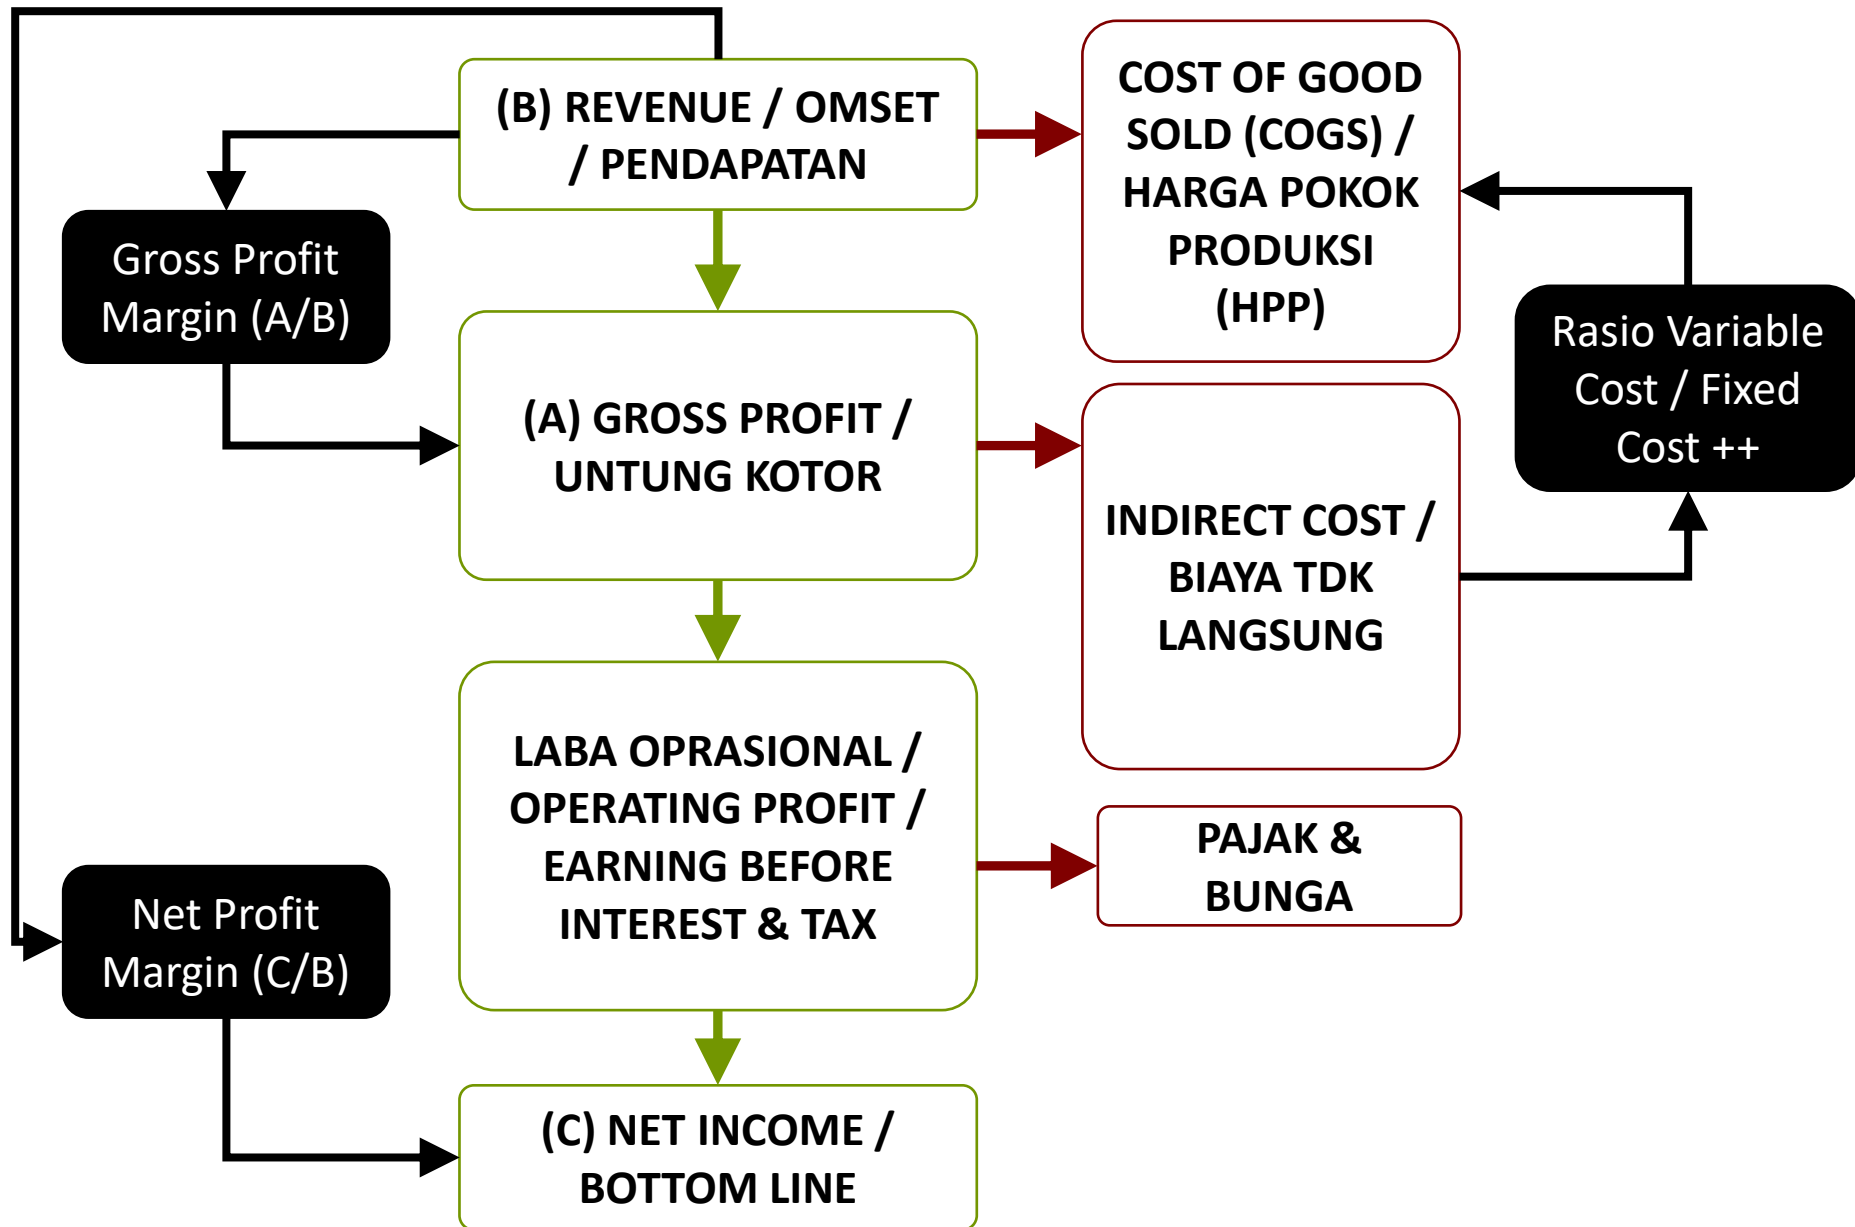 (B) REVENUE / OMSET
/ PENDAPATAN
COST OF GOOD
SOLD (COGS) /
HARGA POKOK
PRODUKSI
(HPP)
Gross Profit
Margin (A/B)
(A) GROSS PROFIT /
UNTUNG KOTOR
Rasio Variable
Cost / Fixed
Cost ++
INDIRECT COST /
BIAYA TDK
LANGSUNG
LABA OPRASIONAL /
OPERATING PROFIT /
EARNING BEFORE
INTEREST & TAX
PAJAK &
BUNGA
Net Profit
Margin (C/B)
(C) NET INCOME /
BOTTOM LINE